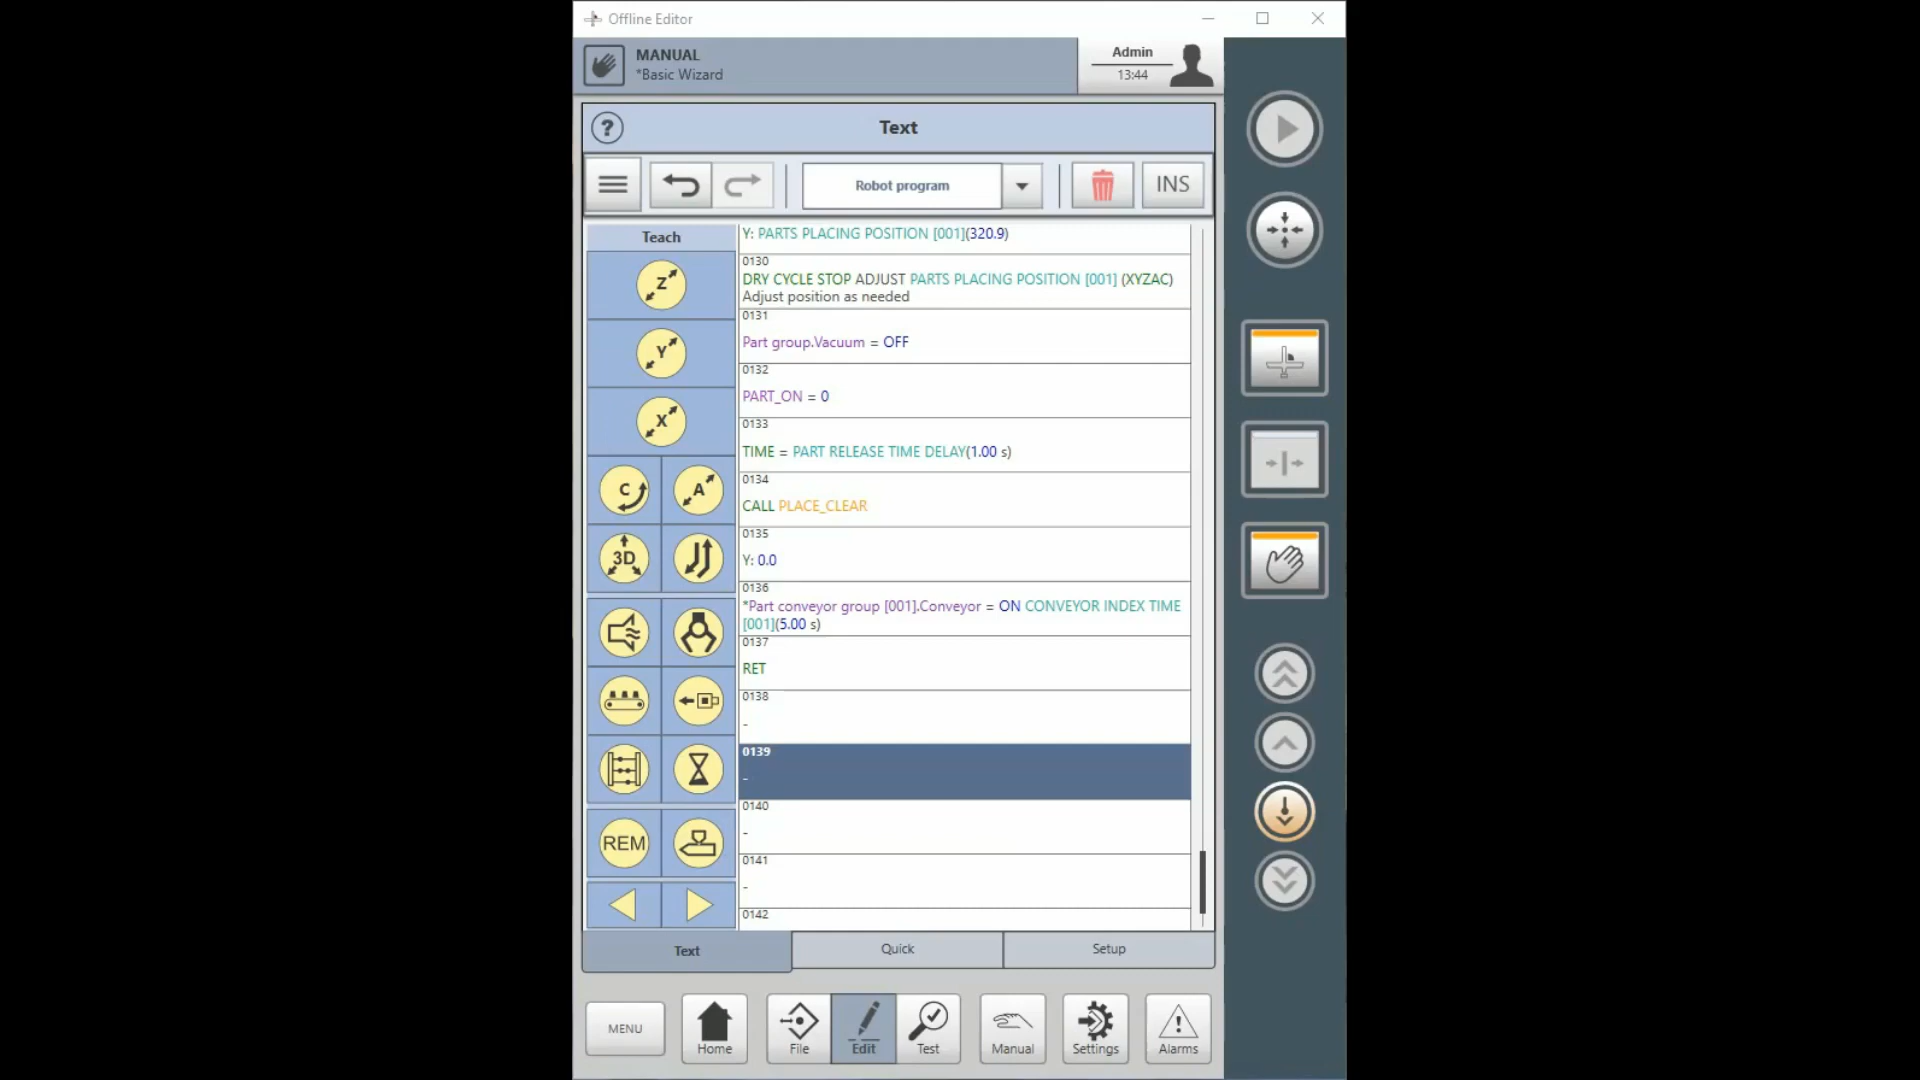 Offline Editor
MANUAL
*Basic Wizard
Admin
13:44
?
Text
Robot program
INS
Teach
Z
Y
X
C
A
3D
REM
Y: PARTS PLACING POSITION [001](320.9)
0130
DRY CYCLE STOP ADJUST PARTS PLACING POSITION [001] (XYZAC)
Adjust position as needed
0131
Part group.Vacuum = OFF
0132
PART_ON = 0
0133
TIME = PART RELEASE TIME DELAY(1.00 s)
0134
CALL PLACE_CLEAR
0135
Y: 0.0
0136
*Part conveyor group [001].Conveyor = ON CONVEYOR INDEX TIME
[001](5.00 s)
0137
RET
0138
-
0139
-
0140
-
0141
-
0142
Text
Quick
Setup
MENU
Home
File
Edit
Test
Manual
Settings
Alarms